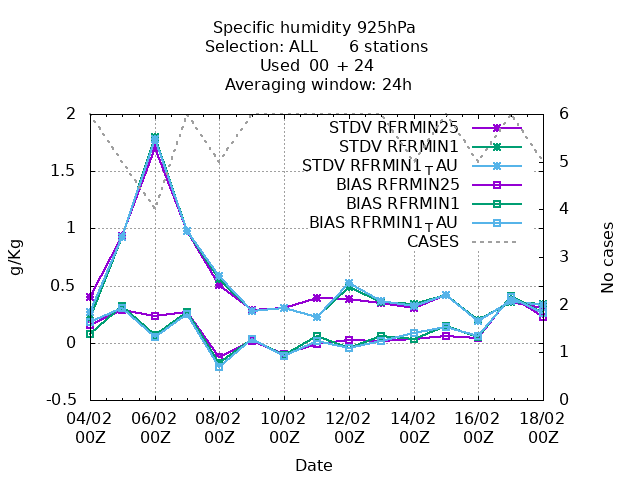 Specific humidity 925hPa
Selection: ALL 6 stations
Used 00 + 24
Averaging window: 24h
STDV RFRMIN25
STDV RFRMIN1
STDV RFRMIN1TAU
BIAS RFRMIN25
BIAS RFRMIN1
BIAS RFRMIN1TAU
CASES
2
1.5
1
0.5
0
-0.5
g/Kg
6
5
4
3
2
1
0
No cases
04/02 06/02 08/02 10/02 12/02 14/02 16/02 18/02
00Z 00Z 00Z 00Z 00Z 00Z 00Z 00Z
Date